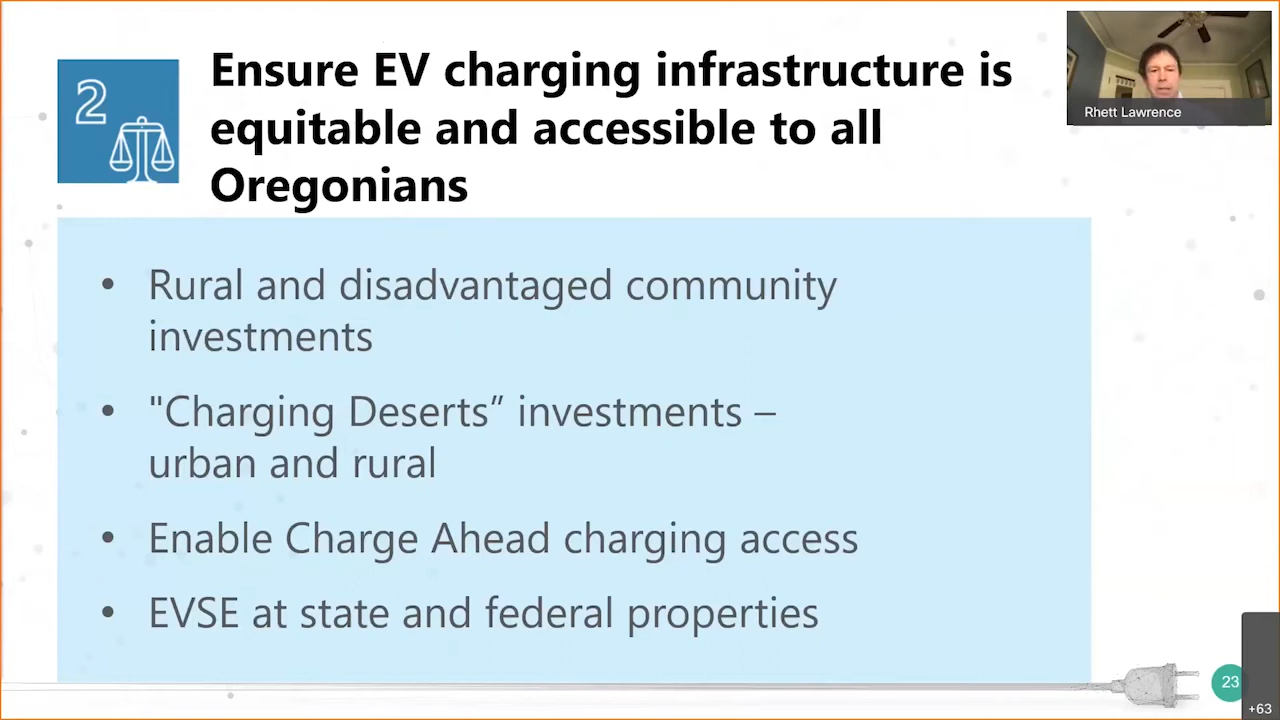 2
Ensure EV charging infrastructure is
equitable and accessible to all
Oregonians
Rhett Lawrence
• Rural and disadvantaged community
investments
• "Charging Deserts” investments –
urban and rural
• Enable Charge Ahead charging access
• EVSE at state and federal properties
23
+63